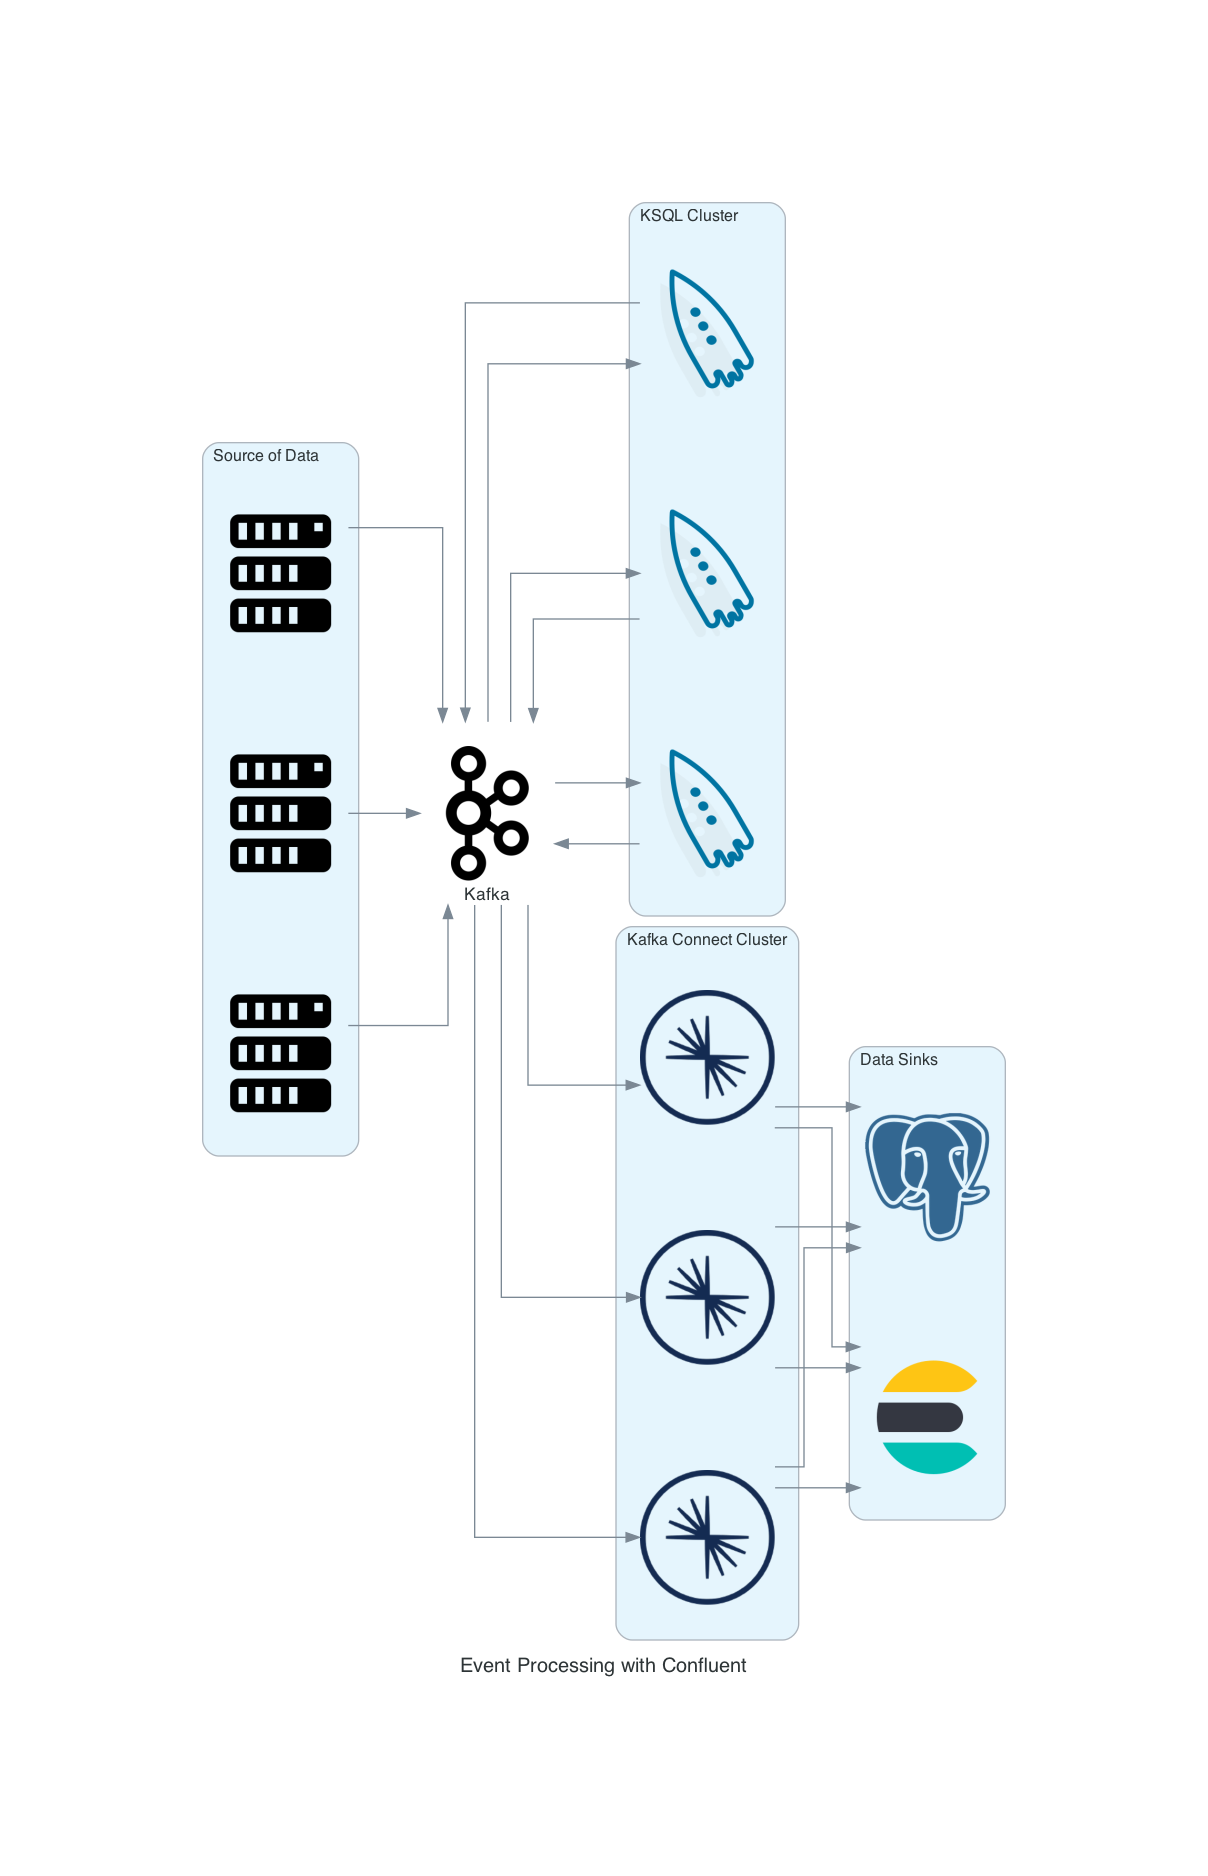 KSQL Cluster
Source of Data
Kafka
Kafka Connect Cluster
Data Sinks
Event Processing with Confluent